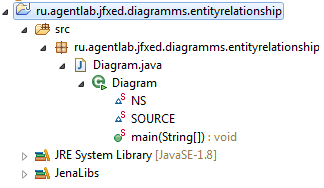 ru.agentlab.jfxed.diagramms.entityrelationship
src
ru.agentlab.jfxed.diagramms.entityrelationship
Diagram.java
Diagram
NS
SOURCE
main(String[]) : void
JRE System Library [JavaSE-1.8]
JenaLibs